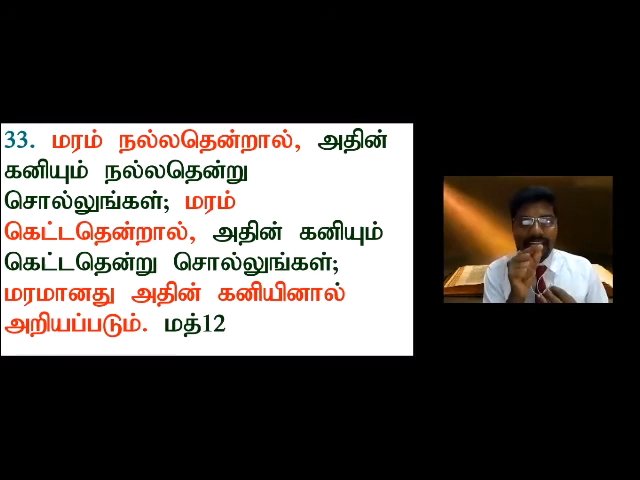 33. மரம் நல்லதென்றால், அதின்
கனியும் நல்லதென்று
சொல்லுங்கள்; மரம்
கெட்டதென்றால், அதின் கனியும்
கெட்டதென்று சொல்லுங்கள்;
மரமானது அதின் கனியினால்
அறியப்படும். மத்12